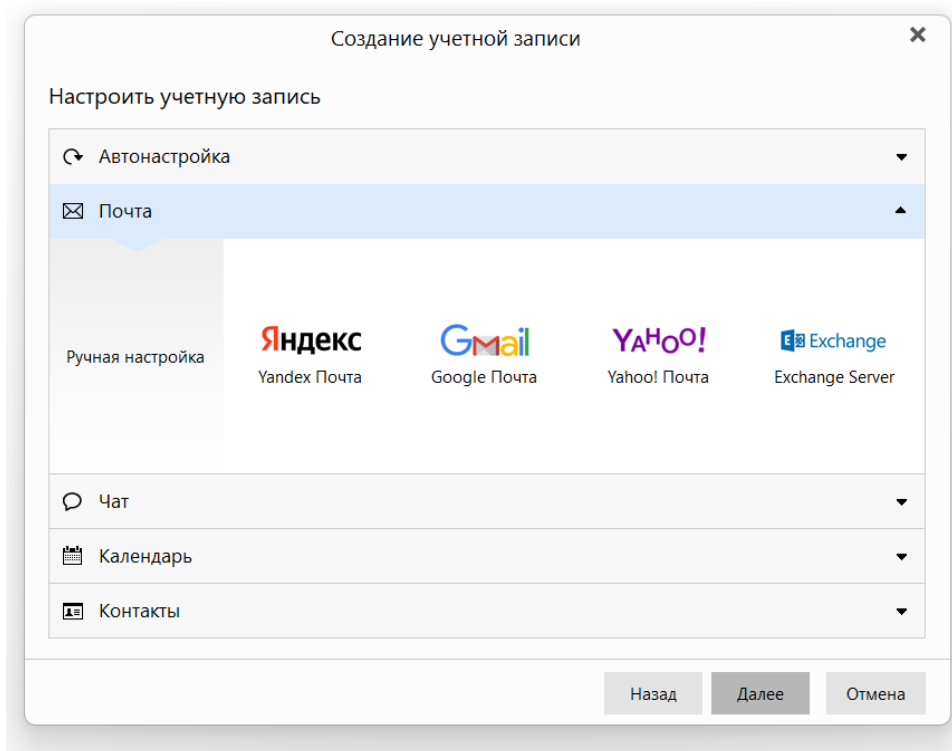 Создание учетной записи
Настроить учетную запись
Автонастройка
Почта
Ручная настройка
Яндекс
Yandex Почта
Gmail
Google Почта
YAHOO!
Yahoo! Почта
E Exchange
Exchange Server
Чат
Календарь
Контакты
Назад Далее Отмена